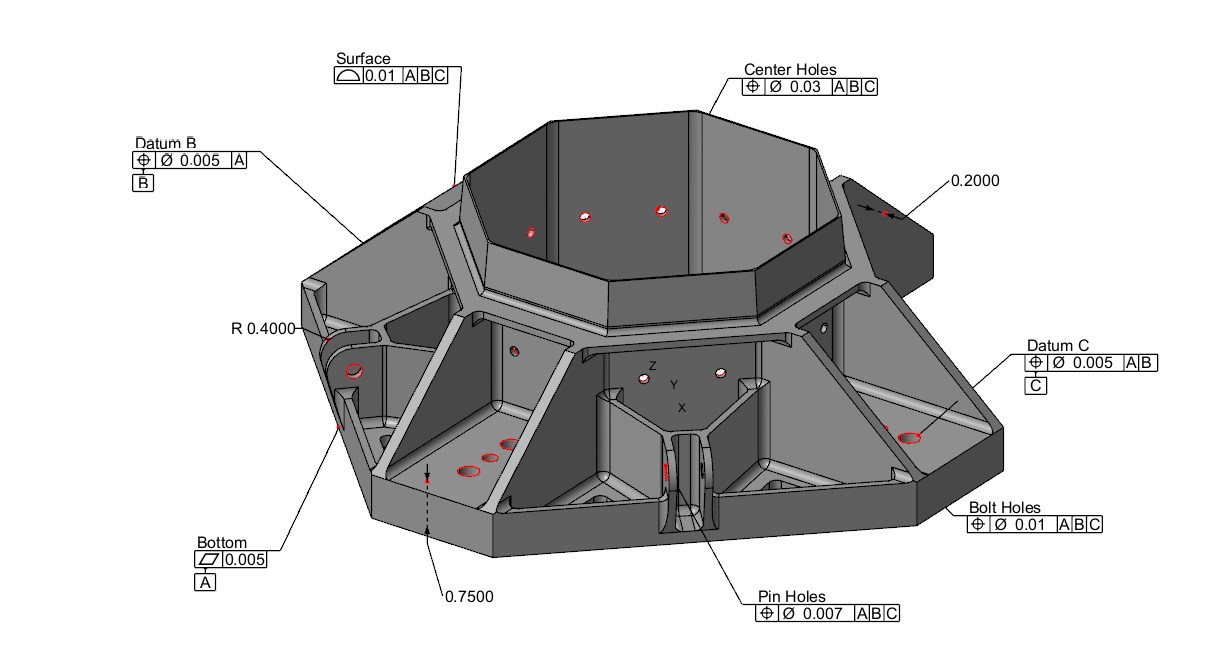 Surface
⌓ 0.01 A B C
Center Holes
⌖ Ø 0.03 A B C
Datum B
⌖ Ø 0.005 A
B
0.2000
R 0.4000
Datum C
⌖ Ø 0.005 A B
C
Z
Y
X
Bolt Holes
⌖ Ø 0.01 A B C
Bottom
⏥ 0.005
A
0.7500
Pin Holes
⌖ Ø 0.007 A B C